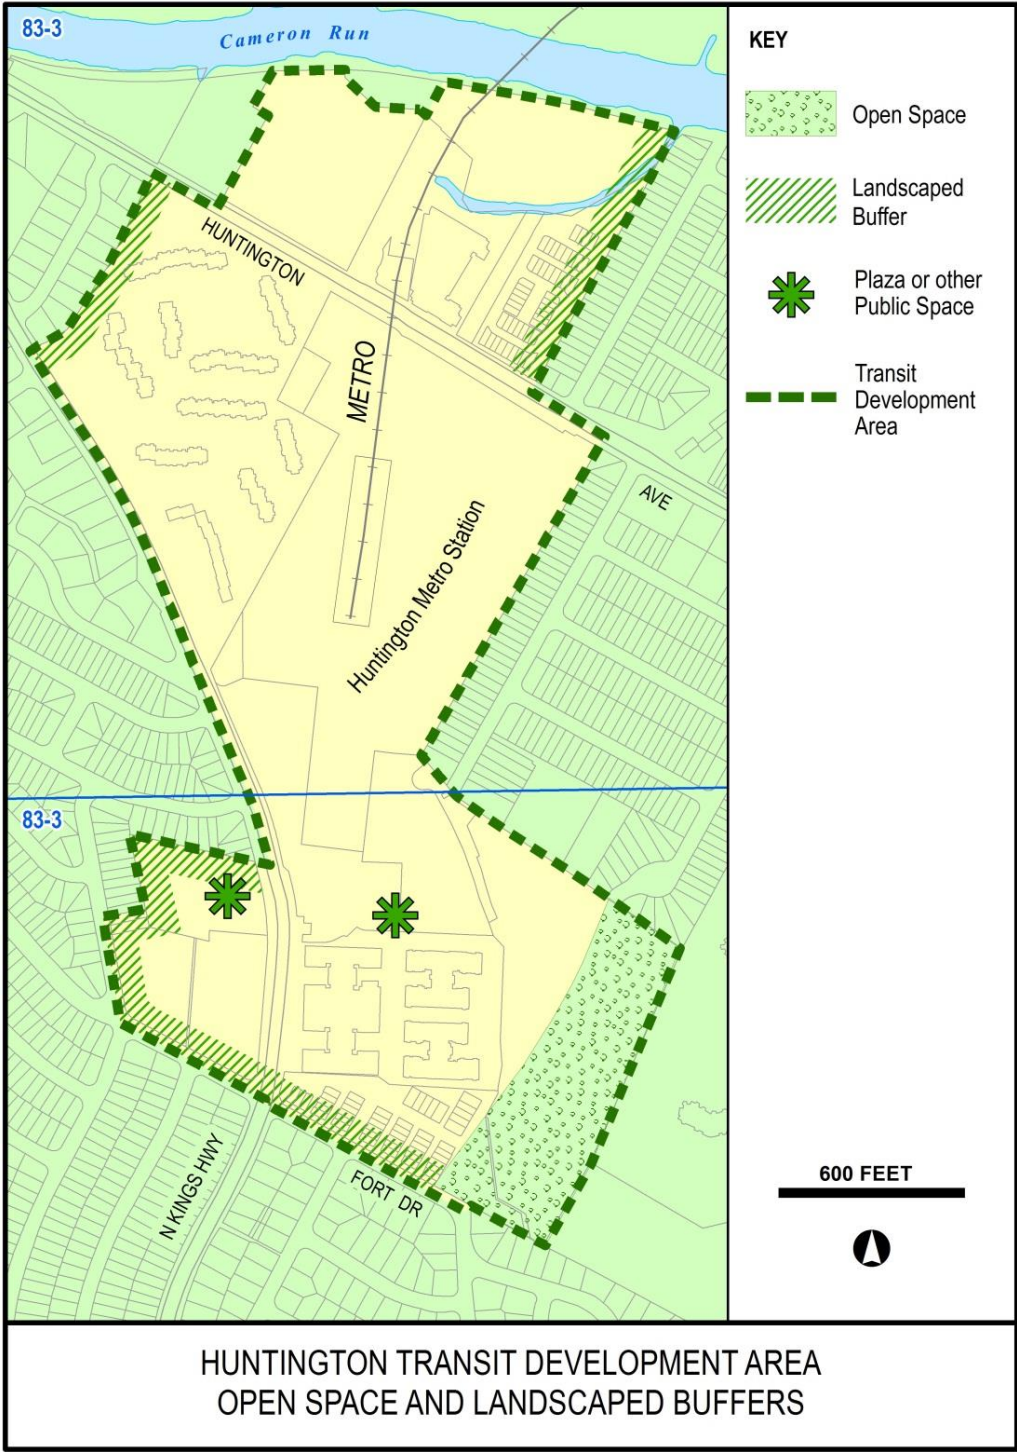 83-3
Cameron Run
HUNTINGTON
METRO
Huntington Metro Station
AVE
83-3
N KINGS HWY
FORT DR
KEY
Open Space
Landscaped
Buffer
Plaza or other
Public Space
Transit
Development
Area
600 FEET
HUNTINGTON TRANSIT DEVELOPMENT AREA
OPEN SPACE AND LANDSCAPED BUFFERS